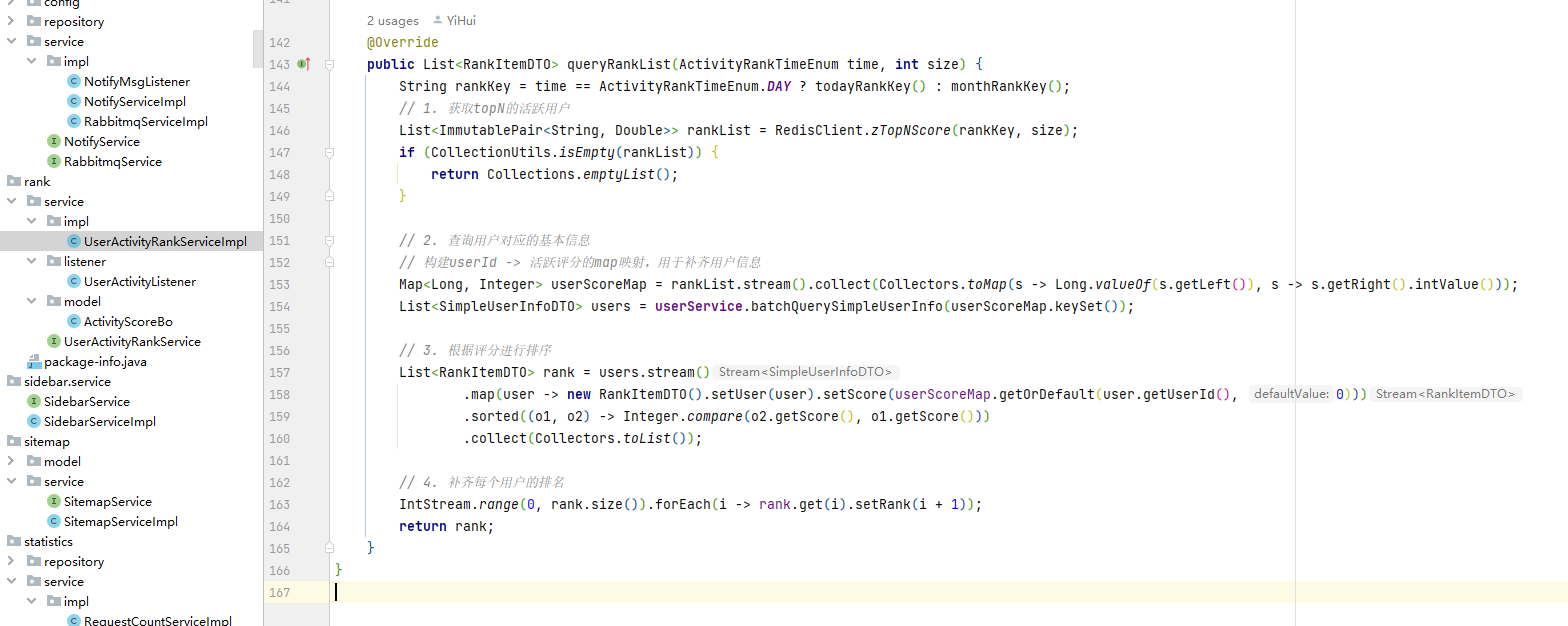 config
repository
service
impl
NotifyMsgListener
NotifyServiceImpl
RabbitmqServiceImpl
NotifyService
RabbitmqService
rank
service
impl
UserActivityRankServiceImpl
listener
UserActivityListener
model
ActivityScoreBo
UserActivityRankService
package-info.java
sidebar.service
SidebarService
SidebarServiceImpl
sitemap
model
service
SitemapService
SitemapServiceImpl
statistics
repository
service
impl
RequestCountServiceImpl
141
2 usages YiHui
142 @Override
143 public List<RankItemDTO> queryRankList(ActivityRankTimeEnum time, int size) {
144 String rankKey = time == ActivityRankTimeEnum.DAY ? todayRankKey() : monthRankKey();
145 // 1. 获取topN的活跃用户
146 List<ImmutablePair<String, Double>> rankList = RedisClient.zTopNScore(rankKey, size);
147 if (CollectionUtils.isEmpty(rankList)) {
148 return Collections.emptyList();
149 }
150
151 // 2. 查询用户对应的基本信息
152 // 构建userId -> 活跃评分的map映射，用于补齐用户信息
153 Map<Long, Integer> userScoreMap = rankList.stream().collect(Collectors.toMap(s -> Long.valueOf(s.getLeft()), s -> s.getRight().intValue()));
154 List<SimpleUserInfoDTO> users = userService.batchQuerySimpleUserInfo(userScoreMap.keySet());
155
156 // 3. 根据评分进行排序
157 List<RankItemDTO> rank = users.stream() Stream<SimpleUserInfoDTO>
158 .map(user -> new RankItemDTO().setUser(user).setScore(userScoreMap.getOrDefault(user.getUserId(), defaultValue: 0))) Stream<RankItemDTO>
159 .sorted((o1, o2) -> Integer.compare(o2.getScore(), o1.getScore()))
160 .collect(Collectors.toList());
161
162 // 4. 补齐每个用户的排名
163 IntStream.range(0, rank.size()).forEach(i -> rank.get(i).setRank(i + 1));
164 return rank;
165 }
166 }
167